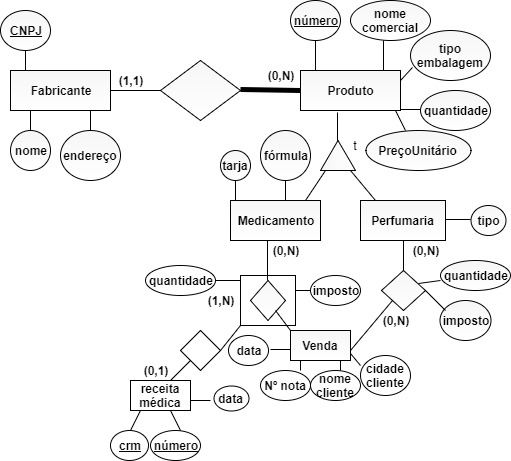 CNPJ
número
nome
comercial
tipo
embalagem
Fabricante
(1,1)
(0,N)
Produto
quantidade
nome
endereço
t
PreçoUnitário
tarja
fórmula
Medicamento
Perfumaria
tipo
(0,N)
(0,N)
quantidade
imposto
quantidade
(1,N)
(0,N)
imposto
data
Venda
(0,1)
cidade
cliente
Nº nota
nome
cliente
receita
médica
data
crm
número